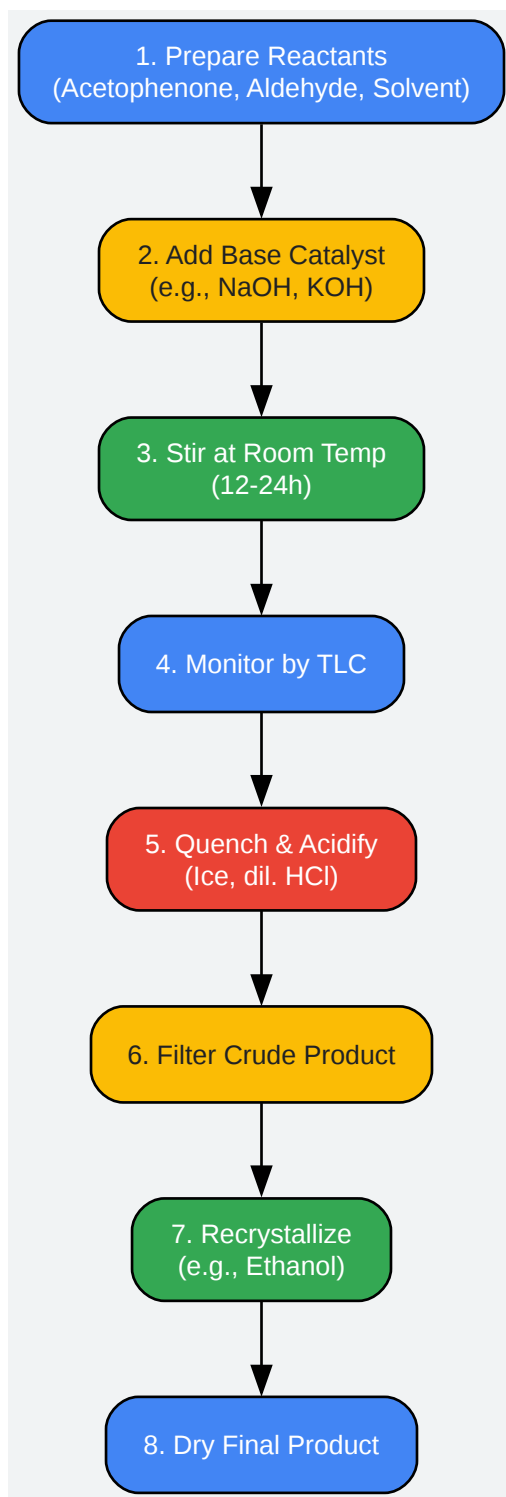 1. Prepare Reactants
(Acetophenone, Aldehyde, Solvent)
2. Add Base Catalyst
(e.g., NaOH, KOH)
3. Stir at Room Temp
(12-24h)
4. Monitor by TLC
5. Quench & Acidify
(Ice, dil. HCl)
6. Filter Crude Product
7. Recrystallize
(e.g., Ethanol)
8. Dry Final Product